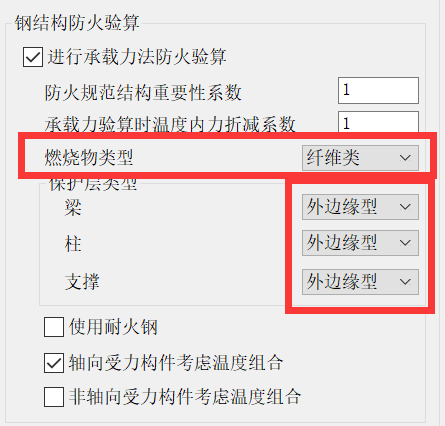 钢结构防火验算
进行承载力法防火验算
防火规范结构重要性系数 1
承载力验算时温度内力折减系数 1
燃烧物类型 纤维类
保护层类型
梁 外边缘型
柱 外边缘型
支撑 外边缘型
使用耐火钢
轴向受力构件考虑温度组合
非轴向受力构件考虑温度组合